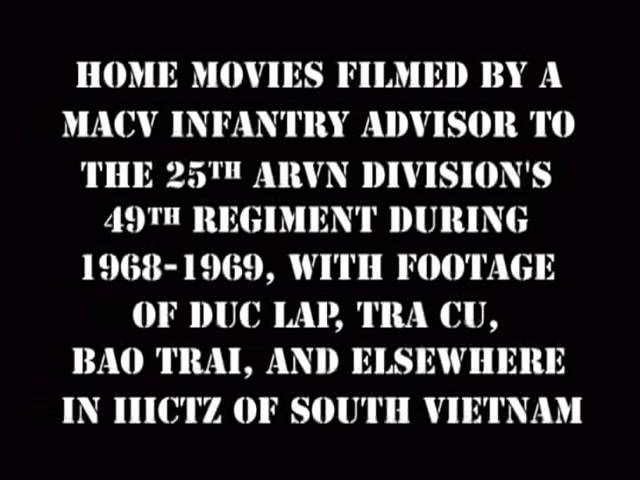 HOME MOVIES FILMED BY A
MACV INFANTRY ADVISOR TO
THE 25TH ARVN DIVISION'S
49TH REGIMENT DURING
1968-1969, WITH FOOTAGE
OF DUC LAP, TRA CU,
BAO TRAI, AND ELSEWHERE
IN IIICTZ OF SOUTH VIETNAM